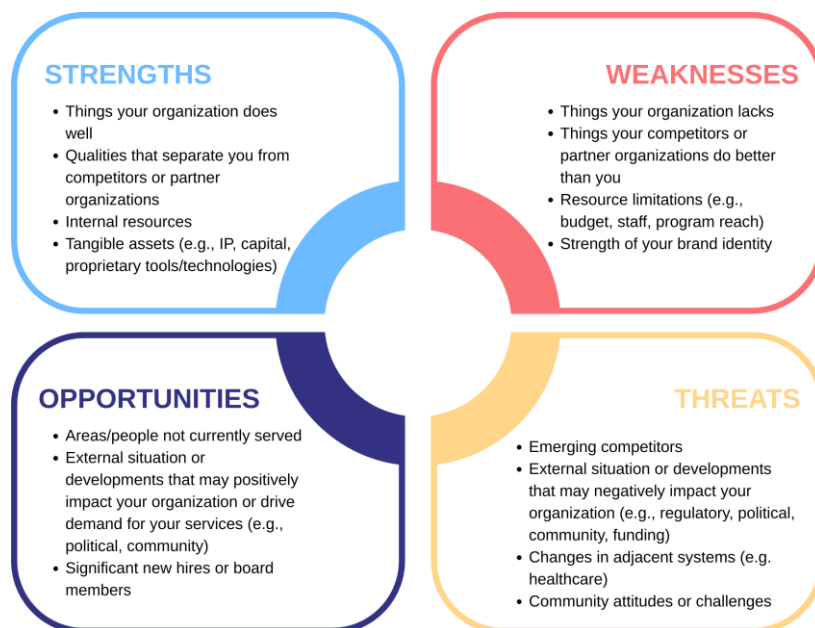 STRENGTHS
• Things your organization does
well
• Qualities that separate you from
competitors or partner
organizations
• Internal resources
• Tangible assets (e.g., IP, capital,
proprietary tools/technologies)
WEAKNESSES
• Things your organization lacks
• Things your competitors or
partner organizations do better
than you
• Resource limitations (e.g.,
budget, staff, program reach)
• Strength of your brand identity
OPPORTUNITIES
• Areas/people not currently served
• External situation or
developments that may positively
impact your organization or drive
demand for your services (e.g.,
political, community)
• Significant new hires or board
members
THREATS
• Emerging competitors
• External situation or developments
that may negatively impact your
organization (e.g., regulatory, political,
community, funding)
• Changes in adjacent systems (e.g.
healthcare)
• Community attitudes or challenges